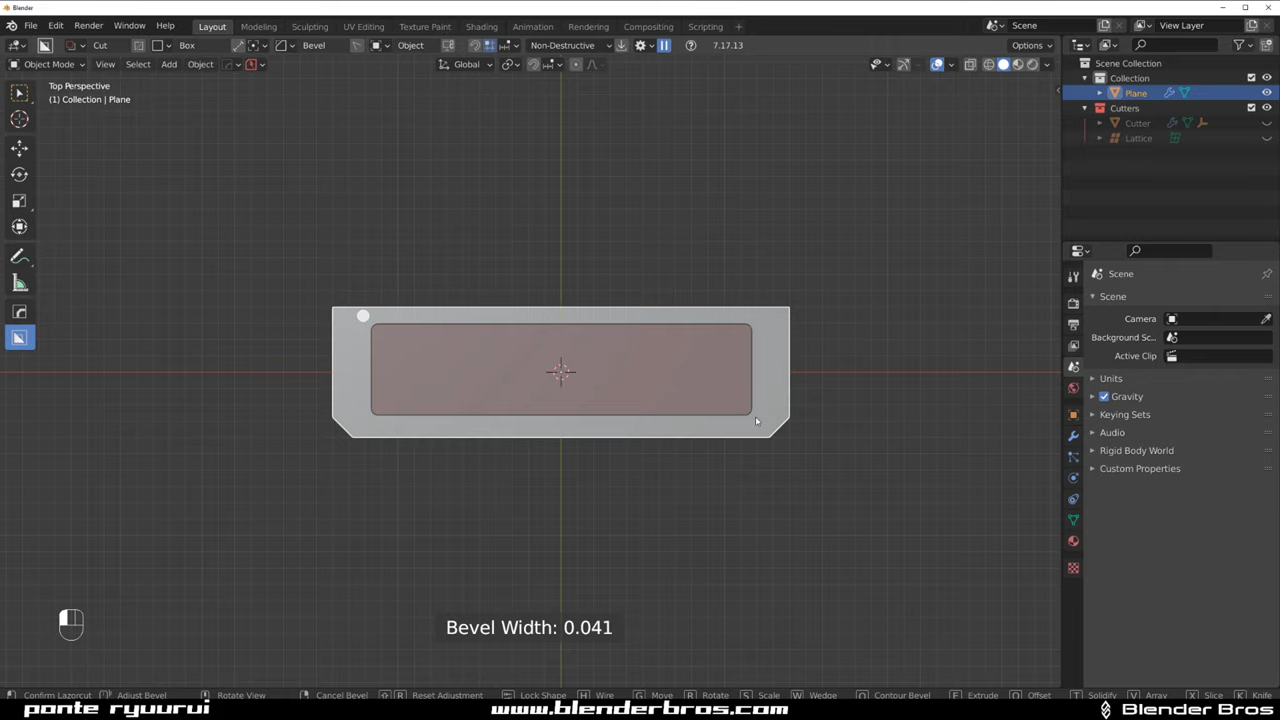 Blender
File Edit Render Window Help
Layout Modeling Sculpting UV Editing Texture Paint Shading Animation Rendering Compositing Scripting +
Scene
View Layer
Cut Box Bevel Object Non-Destructive 7.17.13
Options
Object Mode View Select Add Object
Global
Top Perspective
(1) Collection | Plane
Scene Collection
Collection
Plane
Cutters
Cutter
Lattice
Scene
Scene
Camera
Background Sc..
Active Clip
Units
Gravity
Keying Sets
Audio
Rigid Body World
Custom Properties
Bevel Width: 0.041
Confirm Lazorcut Adjust Bevel Rotate View Cancel Bevel R Reset Adjustment Lock Shape H Wire G Move R Rotate S Scale W Wedge O Contour Bevel E Extrude O Offset T Solidify V Array X Slice K Knife
ponte ryuurui
www.blenderbros.com
Blender Bros